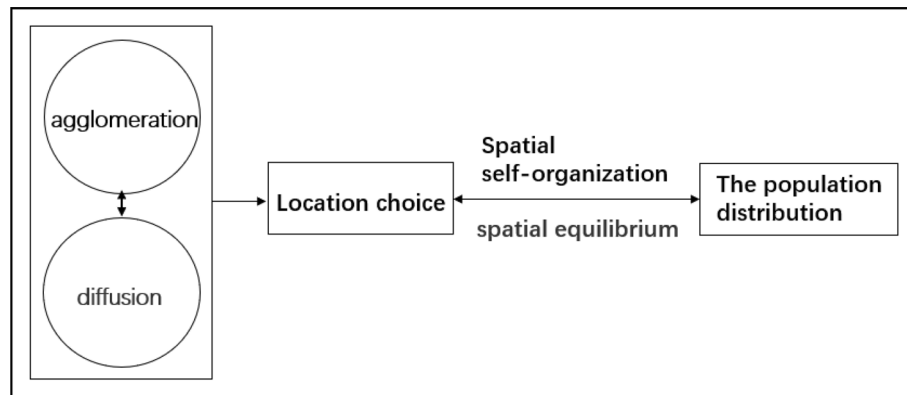 agglomeration
diffusion
Location choice
Spatial
self-organization
spatial equilibrium
The population
distribution